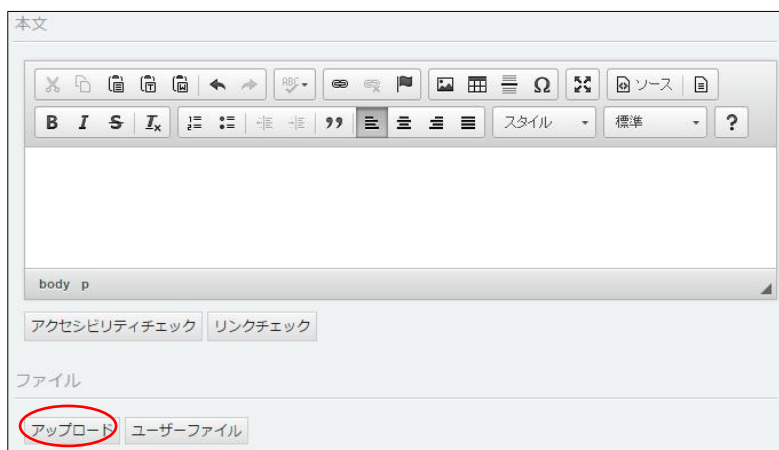 本文
ABC
Ω ソース
B I S Ix スタイル 標準 ?
body p
アクセシビリティチェック リンクチェック
ファイル
アップロード ユーザーファイル